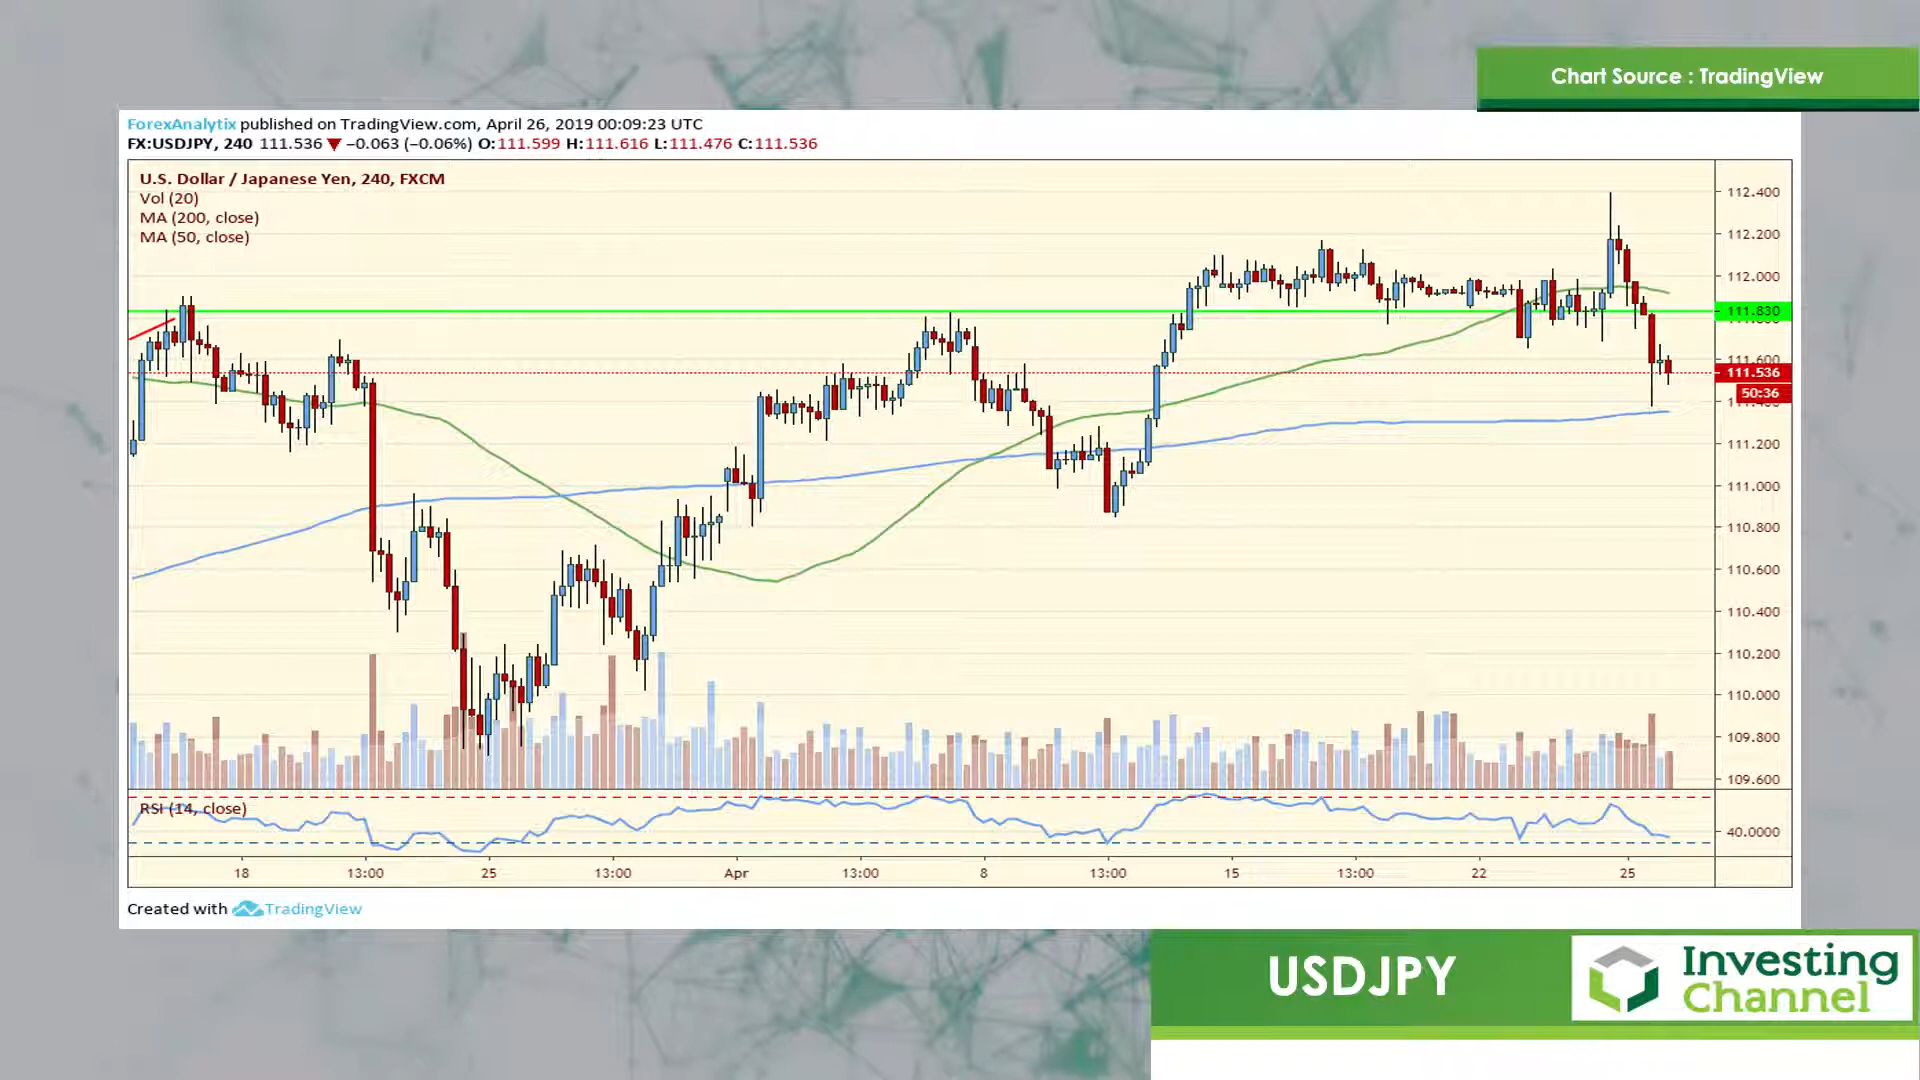 Chart Source : TradingView
ForexAnalytix published on TradingView.com, April 26, 2019 00:09:23 UTC
FX:USDJPY, 240 111.536 ▼ −0.063 (−0.06%) O:111.599 H:111.616 L:111.476 C:111.536
U.S. Dollar / Japanese Yen, 240, FXCM
Vol (20)
MA (200, close)
MA (50, close)
112.400
112.200
112.000
111.830
111.600
111.536
50:36
111.200
111.000
110.800
110.600
110.400
110.200
110.000
109.800
109.600
RSI (14, close)
40.0000
18 13:00 25 13:00 Apr 13:00 8 13:00 15 13:00 22 25
Created with TradingView
USDJPY
Investing
Channel